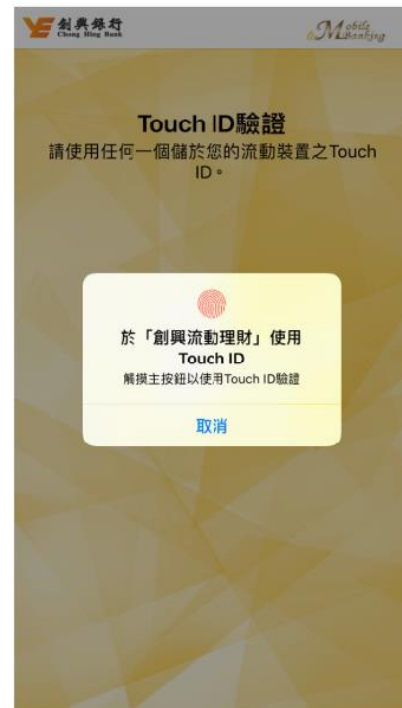 創興銀行
Chong Hing Bank
Mobile
Banking
Touch ID驗證
請使用任何一個儲於您的流動裝置之Touch
ID。
於「創興流動理財」使用
Touch ID
觸摸主按鈕以使用Touch ID驗證
取消